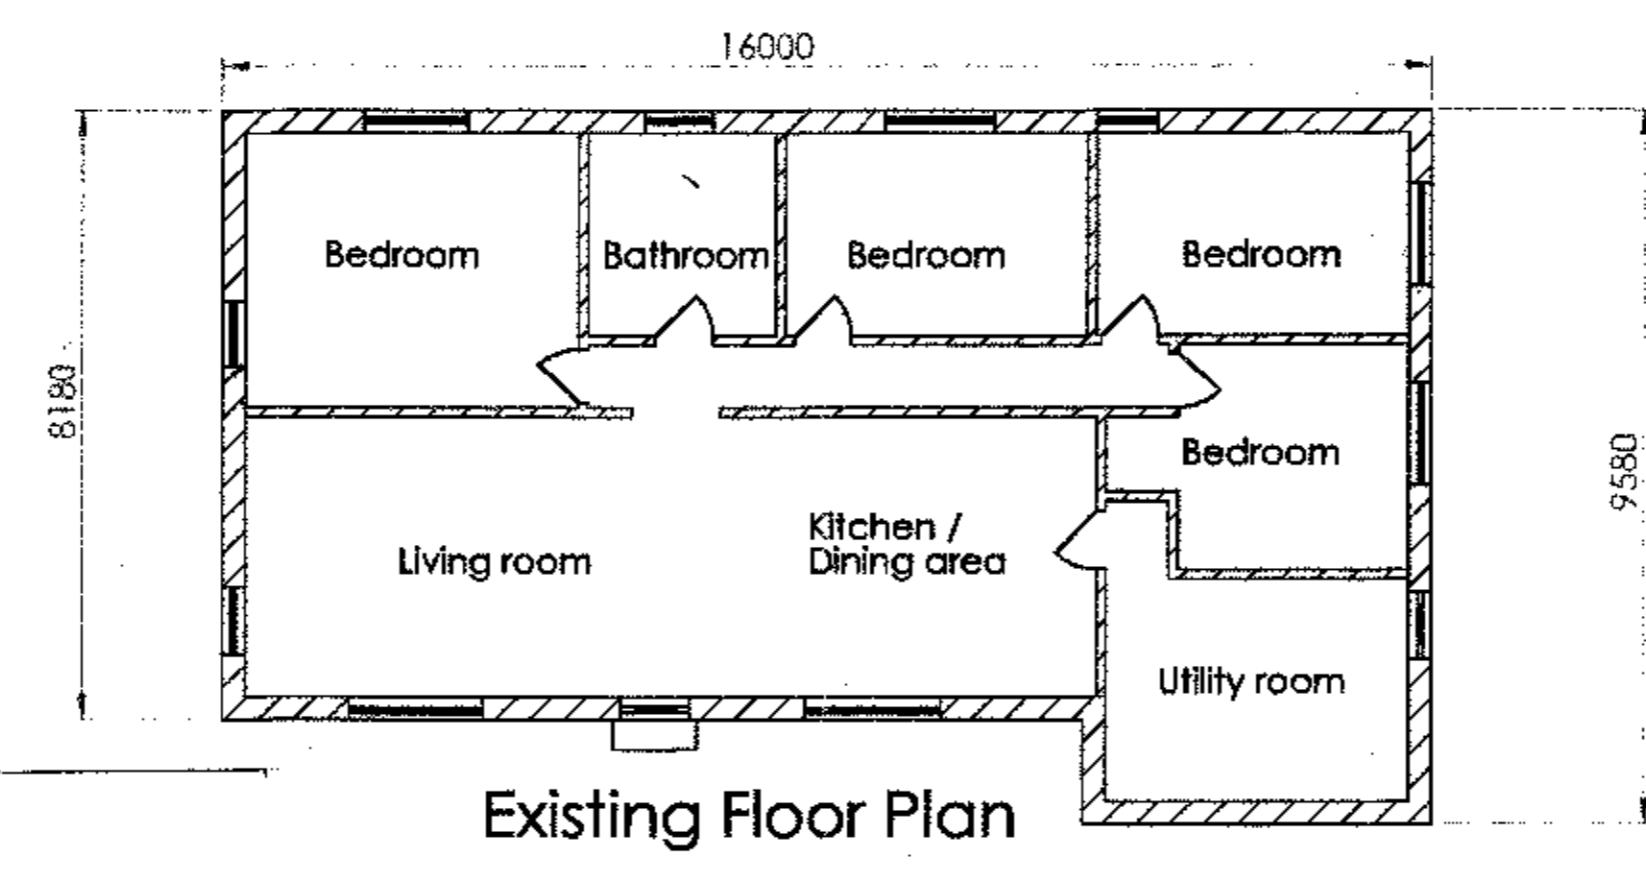 16000
Bedroom
Bathroom
Bedroom
Bedroom
8180
Bedroom
9580
Living room
Kitchen /
Dining area
Utility room
Existing Floor Plan